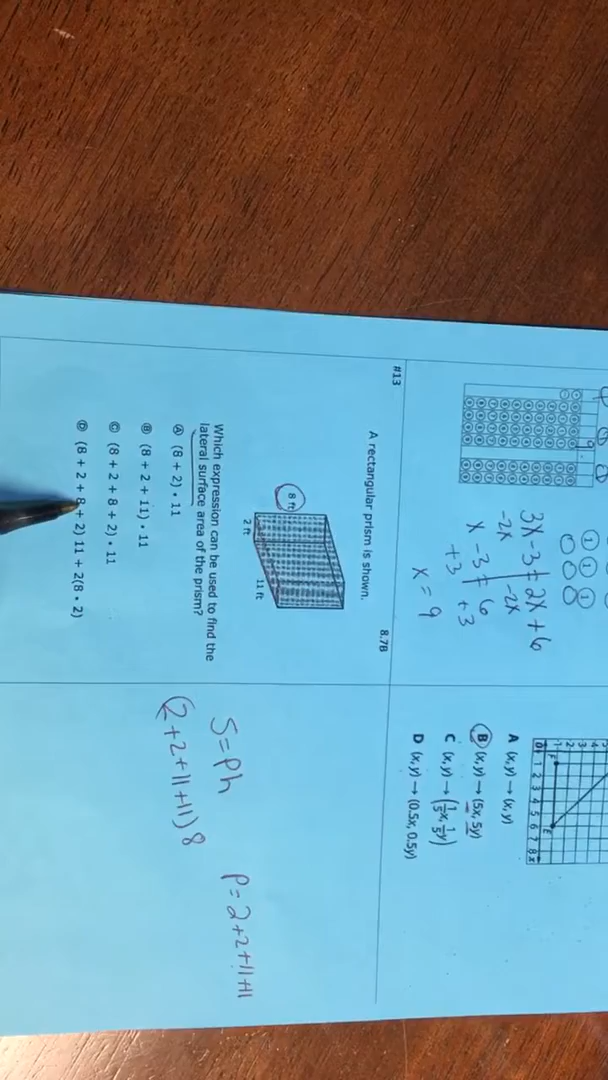 3x-3=2x+6
-2x -2x
x-3=6
+3 +3
x=9
A (x, y) → (x, y)
B (x, y) → (5x, 5y)
C (x, y) → (1/5x, 1/5y)
D (x, y) → (0.5x, 0.5y)
#13
8.7B
A rectangular prism is shown.
8 ft
2 ft
11 ft
Which expression can be used to find the
lateral surface area of the prism?
Ⓐ (8 + 2) • 11
Ⓑ (8 + 2 + 11) • 11
Ⓒ (8 + 2 + 8 + 2) • 11
Ⓓ (8 + 2 + 8 + 2) 11 + 2(8 • 2)
S=Ph
P=2+2+11+11
(2+2+11+11)8